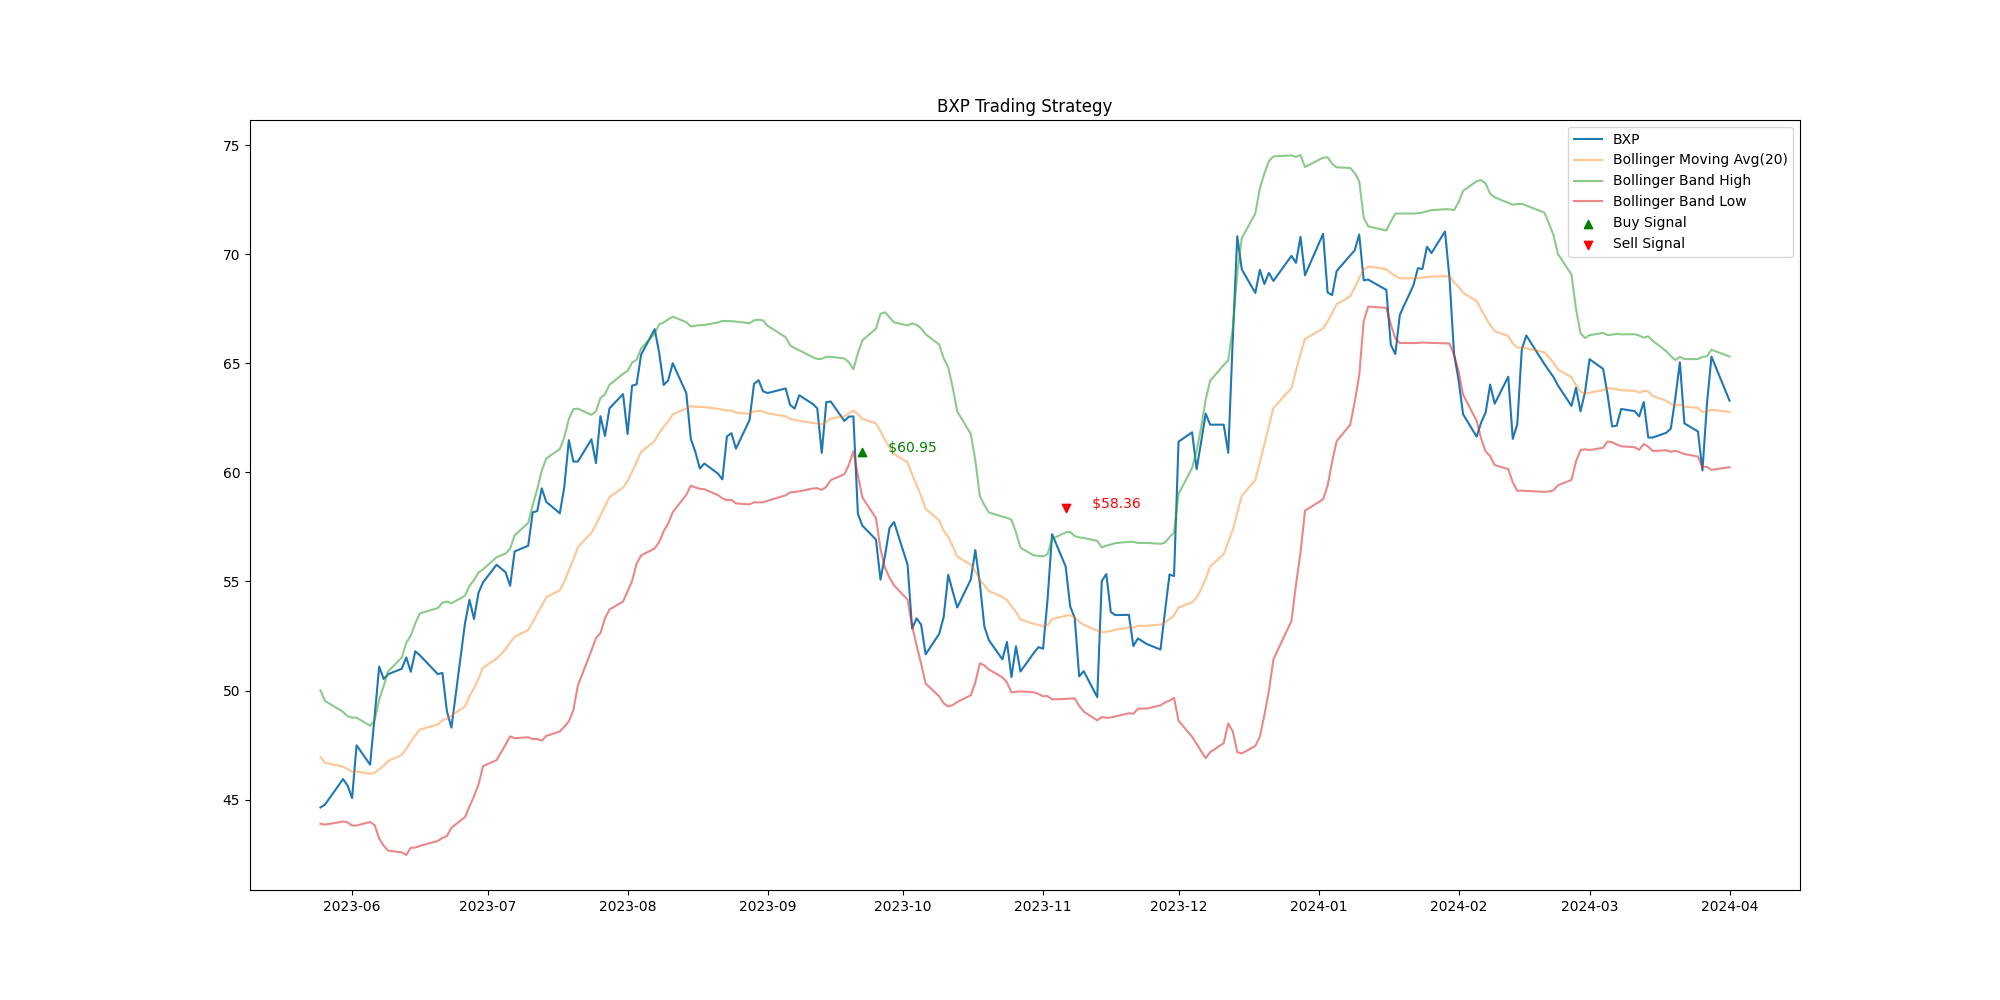 BXP Trading Strategy
75
70
65
60
55
50
45
BXP
Bollinger Moving Avg(20)
Bollinger Band High
Bollinger Band Low
Buy Signal
Sell Signal
$60.95
$58.36
2023-06
2023-07
2023-08
2023-09
2023-10
2023-11
2023-12
2024-01
2024-02
2024-03
2024-04